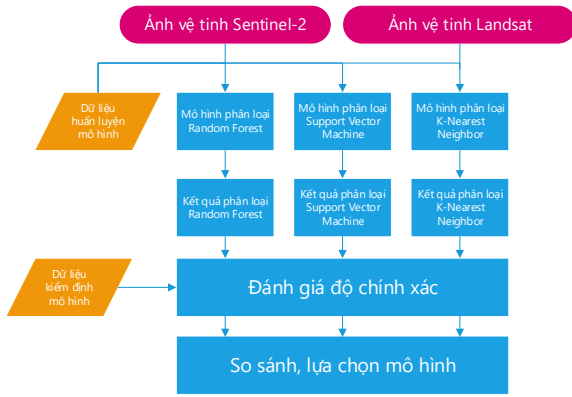 Ảnh vệ tinh Sentinel-2
Ảnh vệ tinh Landsat
Dữ liệu
huấn luyện
mô hình
Mô hình phân loại
Random Forest
Mô hình phân loại
Support Vector
Machine
Mô hình phân loại
K-Nearest
Neighbor
Kết quả phân loại
Random Forest
Kết quả phân loại
Support Vector
Machine
Kết quả phân loại
K-Nearest
Neighbor
Dữ liệu
kiểm định
mô hình
Đánh giá độ chính xác
So sánh, lựa chọn mô hình